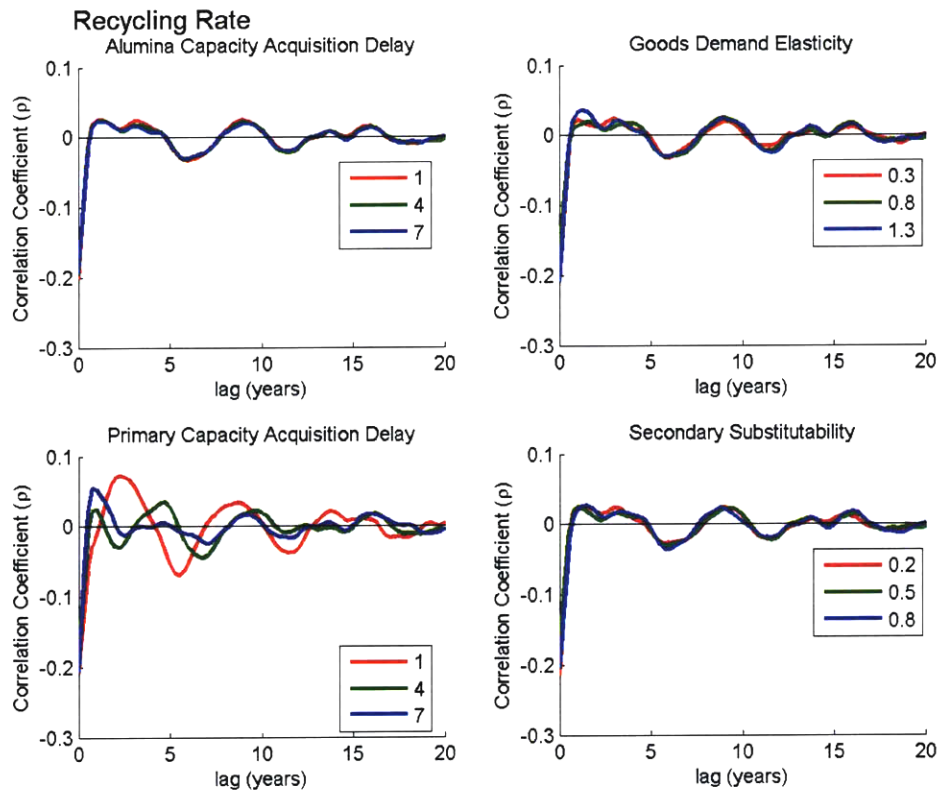 Recycling Rate
Alumina Capacity Acquisition Delay
0.1
0
-0.1
-0.2
-0.3
Correlation Coefficient (ρ)
1
4
7
0 5 10 15 20
lag (years)
Goods Demand Elasticity
0.1
0
-0.1
-0.2
-0.3
Correlation Coefficient (ρ)
0.3
0.8
1.3
0 5 10 15 20
lag (years)
Primary Capacity Acquisition Delay
0.1
0
-0.1
-0.2
-0.3
Correlation Coefficient (ρ)
1
4
7
0 5 10 15 20
lag (years)
Secondary Substitutability
0.1
0
-0.1
-0.2
-0.3
Correlation Coefficient (ρ)
0.2
0.5
0.8
0 5 10 15 20
lag (years)